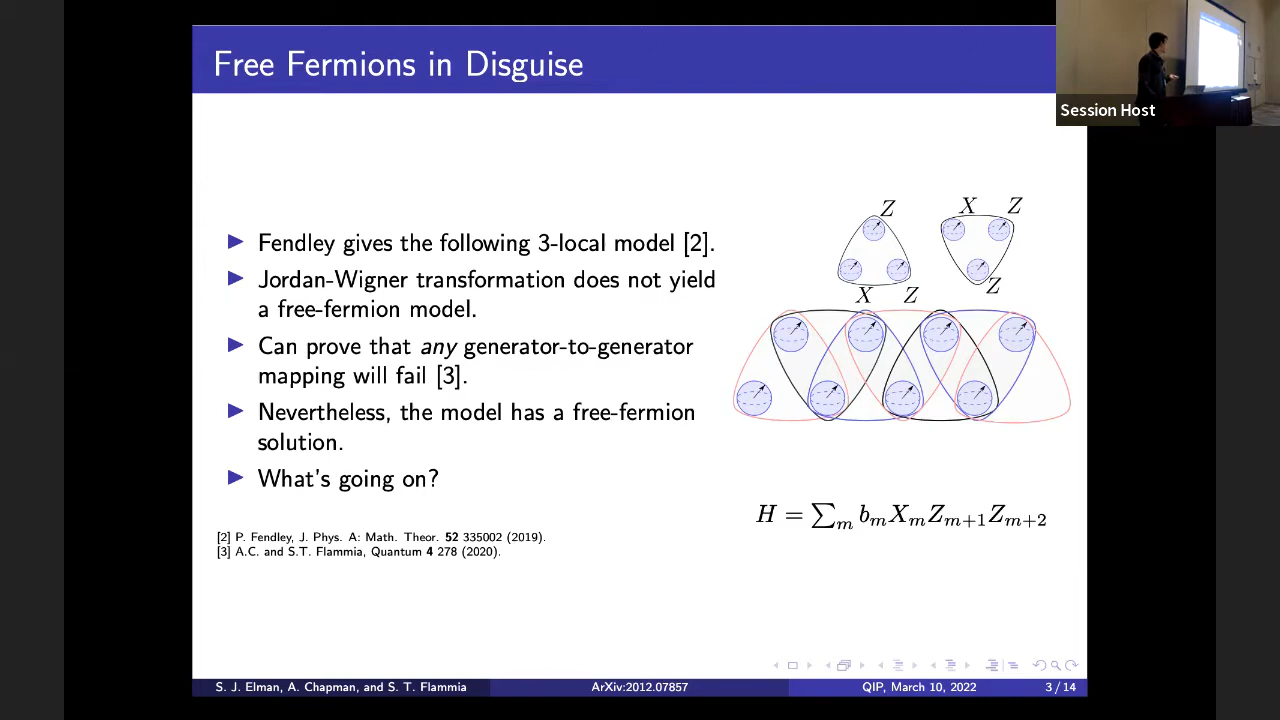 Free Fermions in Disguise
Session Host
▶ Fendley gives the following 3-local model [2].
▶ Jordan-Wigner transformation does not yield
a free-fermion model.
▶ Can prove that any generator-to-generator
mapping will fail [3].
▶ Nevertheless, the model has a free-fermion
solution.
▶ What's going on?
Z X Z
X Z Z
H = ∑ₘ bₘXₘZₘ₊₁Zₘ₊₂
[2] P. Fendley, J. Phys. A: Math. Theor. 52 335002 (2019).
[3] A.C. and S.T. Flammia, Quantum 4 278 (2020).
S. J. Elman, A. Chapman, and S. T. Flammia ArXiv:2012.07857 QIP, March 10, 2022 3 / 14